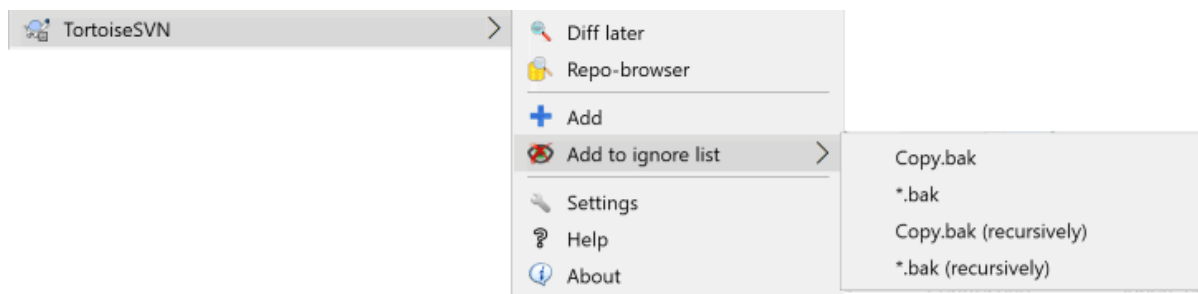 TortoiseSVN
Diff later
Repo-browser
Add
Add to ignore list
Copy.bak
*.bak
Copy.bak (recursively)
*.bak (recursively)
Settings
Help
About